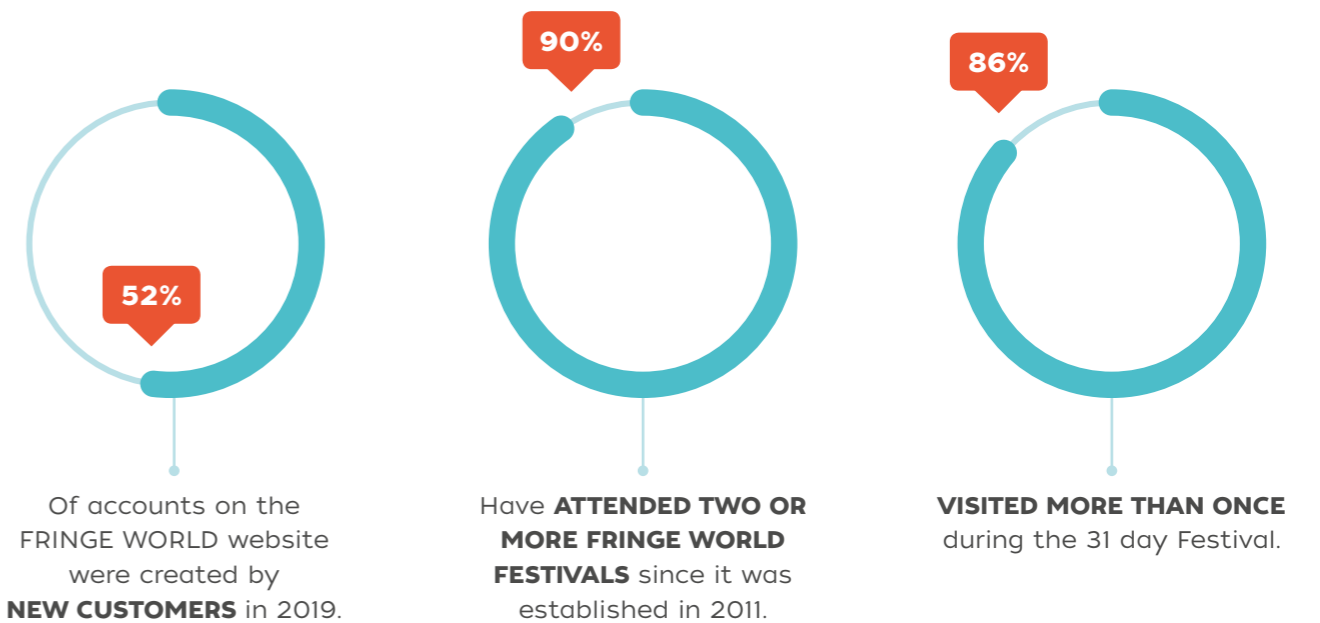 52%
Of accounts on the
FRINGE WORLD website
were created by
NEW CUSTOMERS in 2019.
90%
Have ATTENDED TWO OR
MORE FRINGE WORLD
FESTIVALS since it was
established in 2011.
86%
VISITED MORE THAN ONCE
during the 31 day Festival.